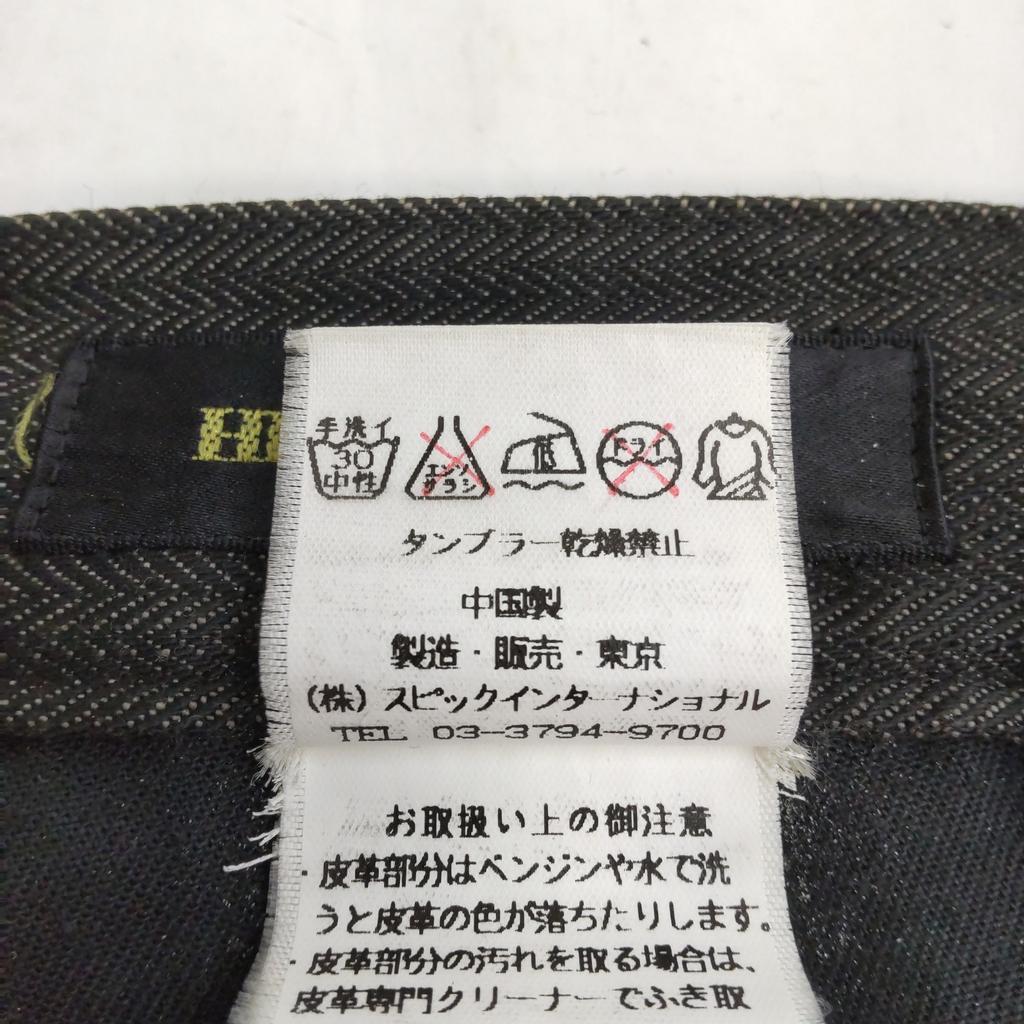 手洗イ
30
中性
エンソ
サラシ
ドライ
タンブラー乾燥禁止
中国製
製造・販売・東京
(株)スピックインターナショナル
TEL 03-3794-9700
お取扱い上の御注意
・皮革部分はベンジンや水で洗
うと皮革の色が落ちたりします。
・皮革部分の汚れを取る場合は、
皮革専門クリーナーでふき取